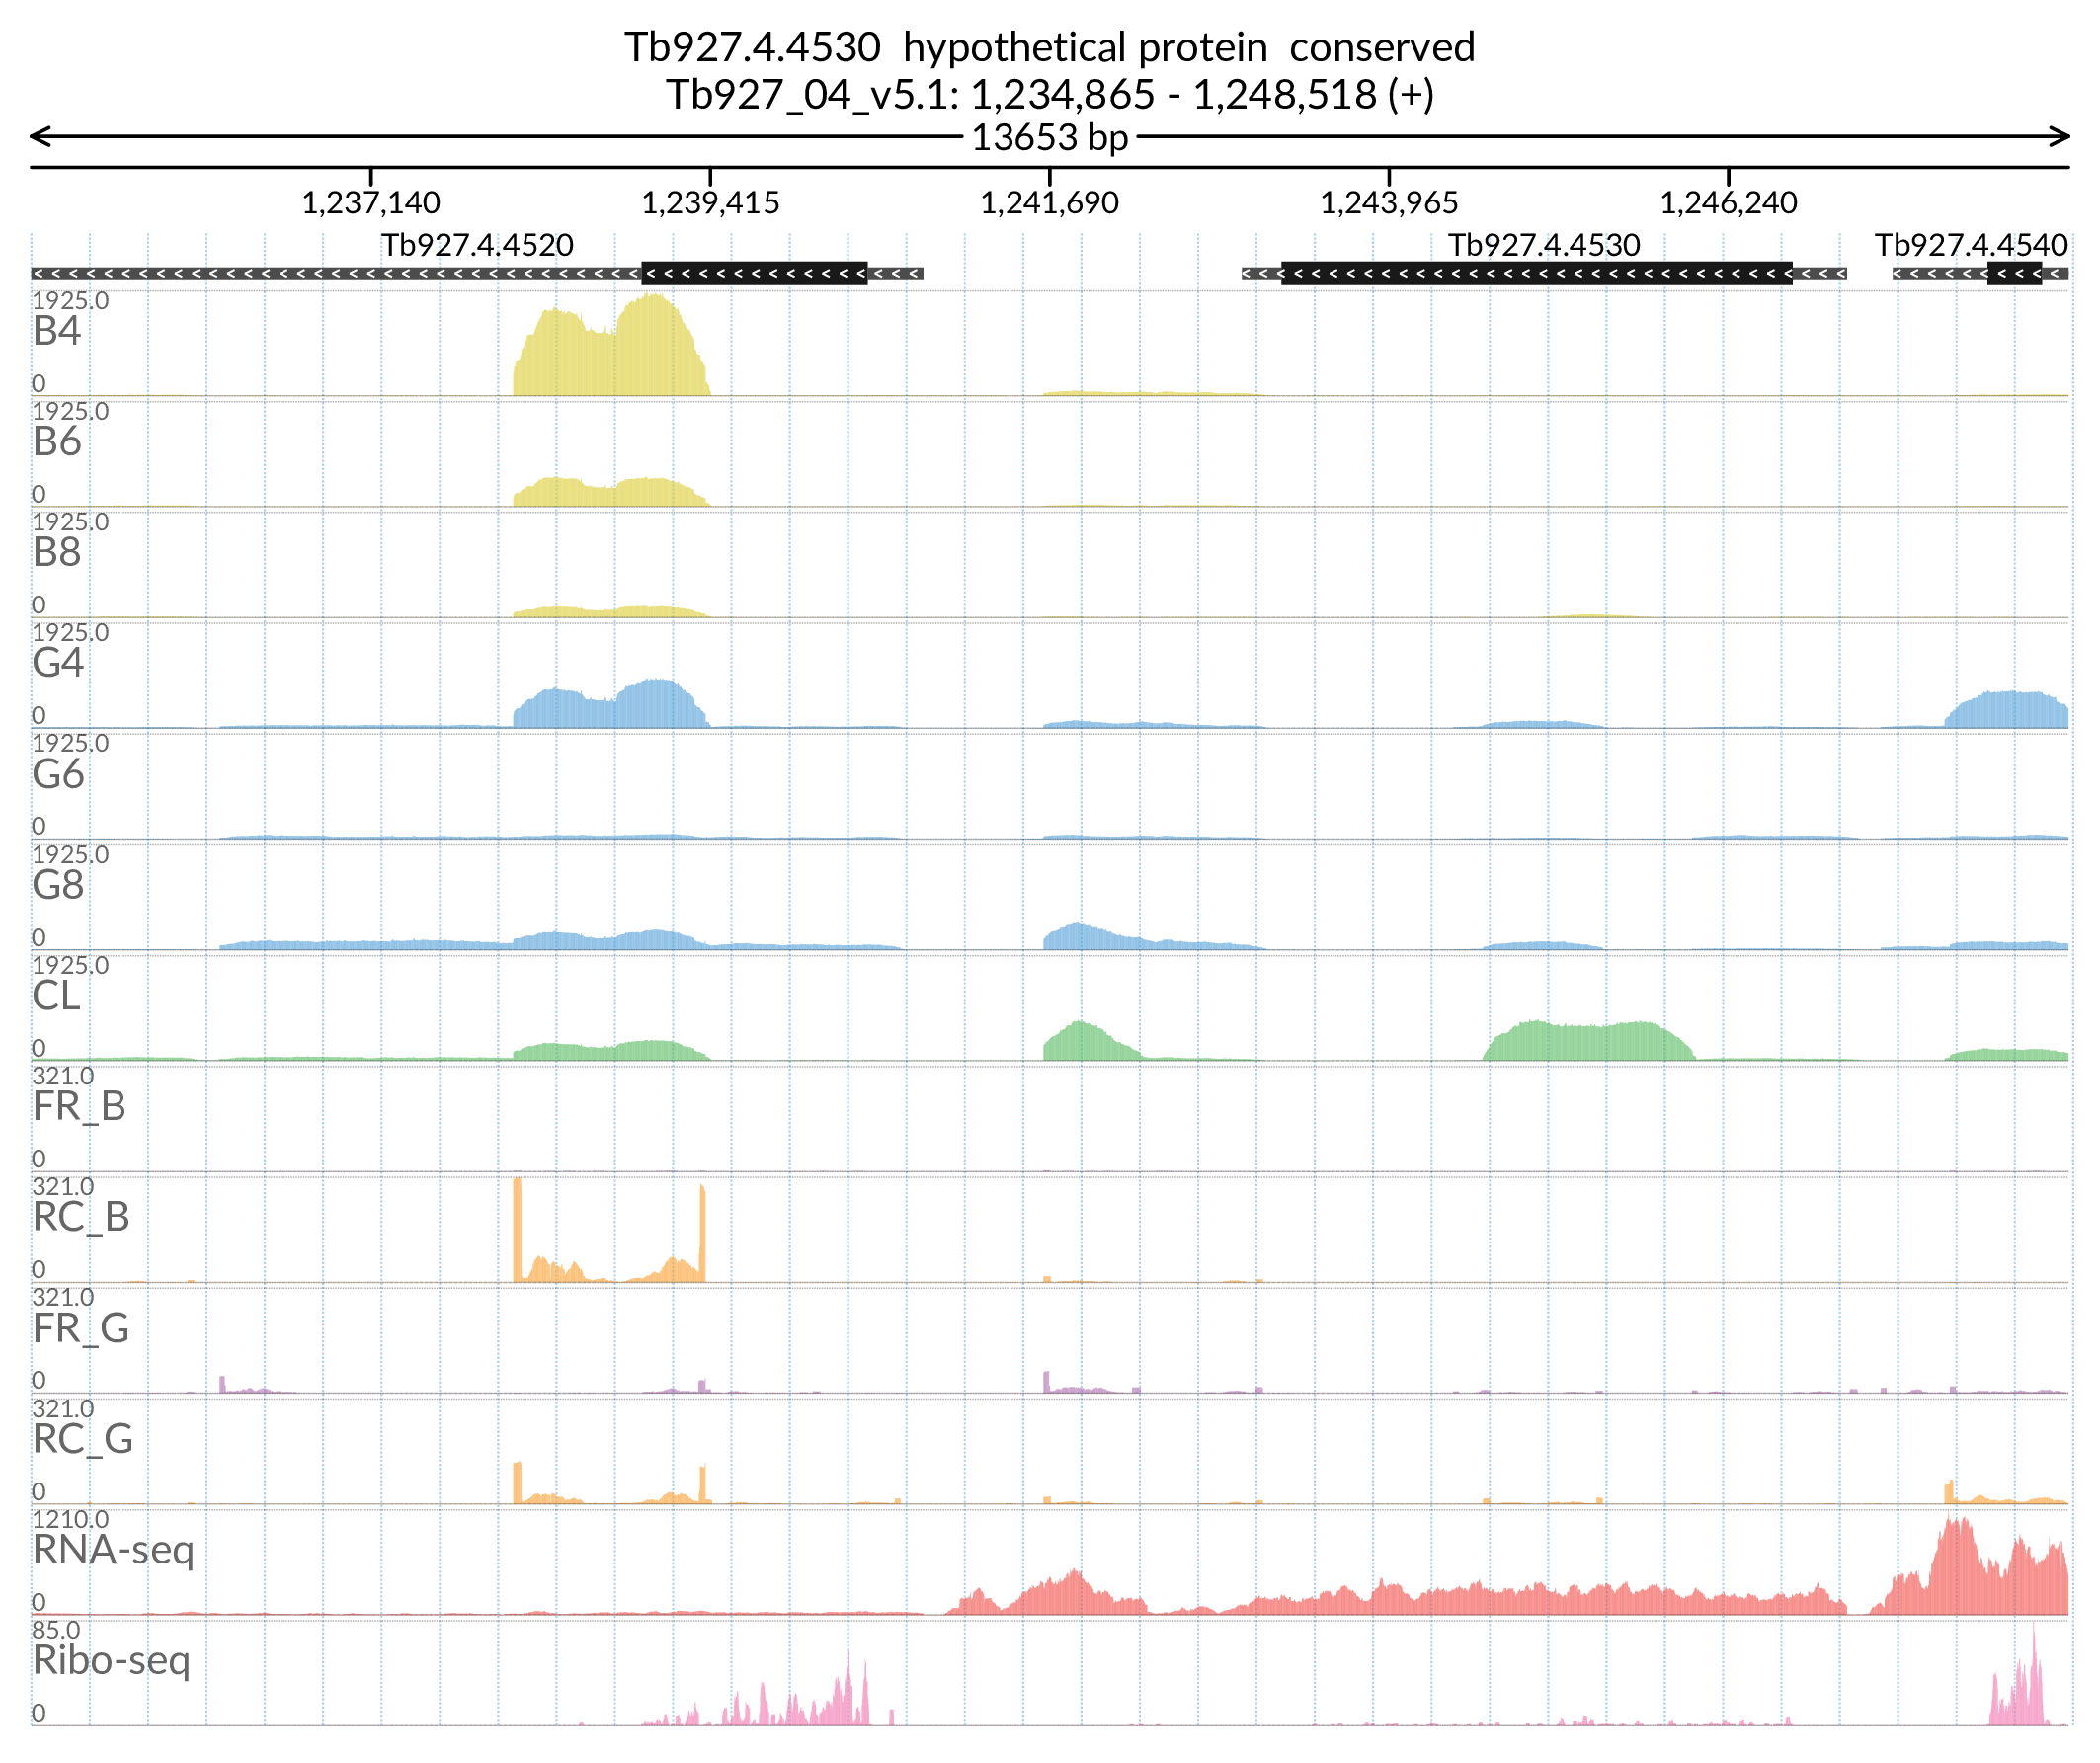 Tb927.4.4530  hypothetical protein  conserved
Tb927_04_v5.1: 1,234,865 - 1,248,518 (+)
13653 bp
1,237,140 1,239,415 1,241,690 1,243,965 1,246,240
Tb927.4.4520 Tb927.4.4530 Tb927.4.4540
1925.0
B4
0
1925.0
B6
0
1925.0
B8
0
1925.0
G4
0
1925.0
G6
0
1925.0
G8
0
1925.0
CL
0
321.0
FR_B
0
321.0
RC_B
0
321.0
FR_G
0
321.0
RC_G
0
1210.0
RNA-seq
0
85.0
Ribo-seq
0